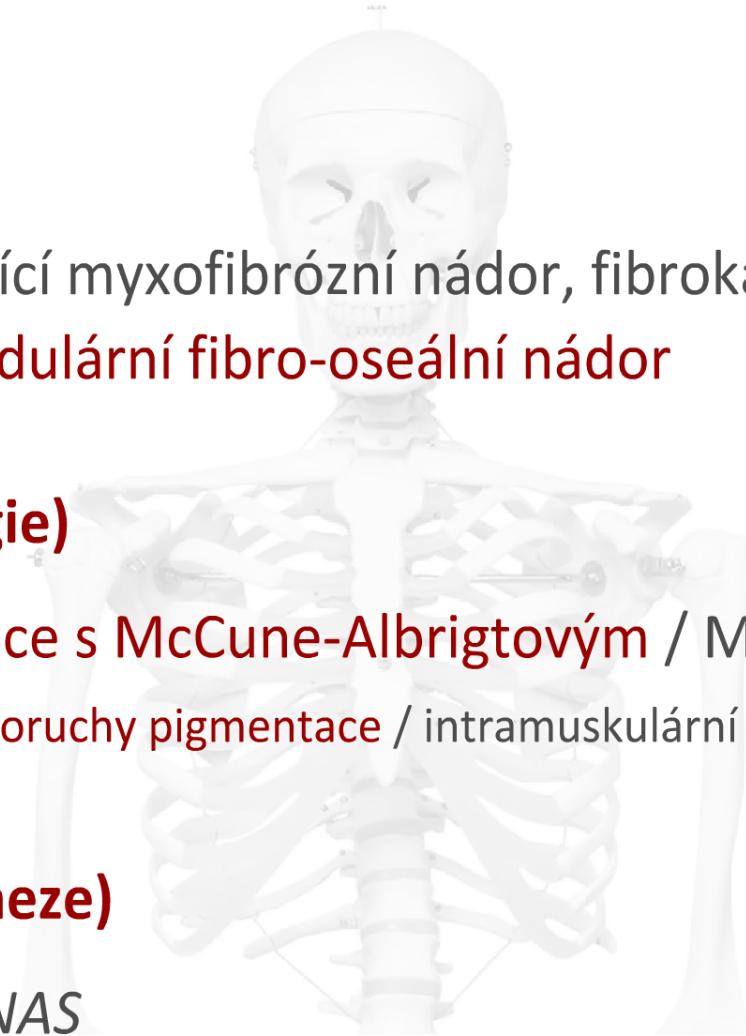 ící myxofibrózní nádor, fibroka
dulární fibro-oseální nádor
gie)
ce s McCune-Albrigtovým / M
oruchy pigmentace / intramuskulární
neze)
NAS